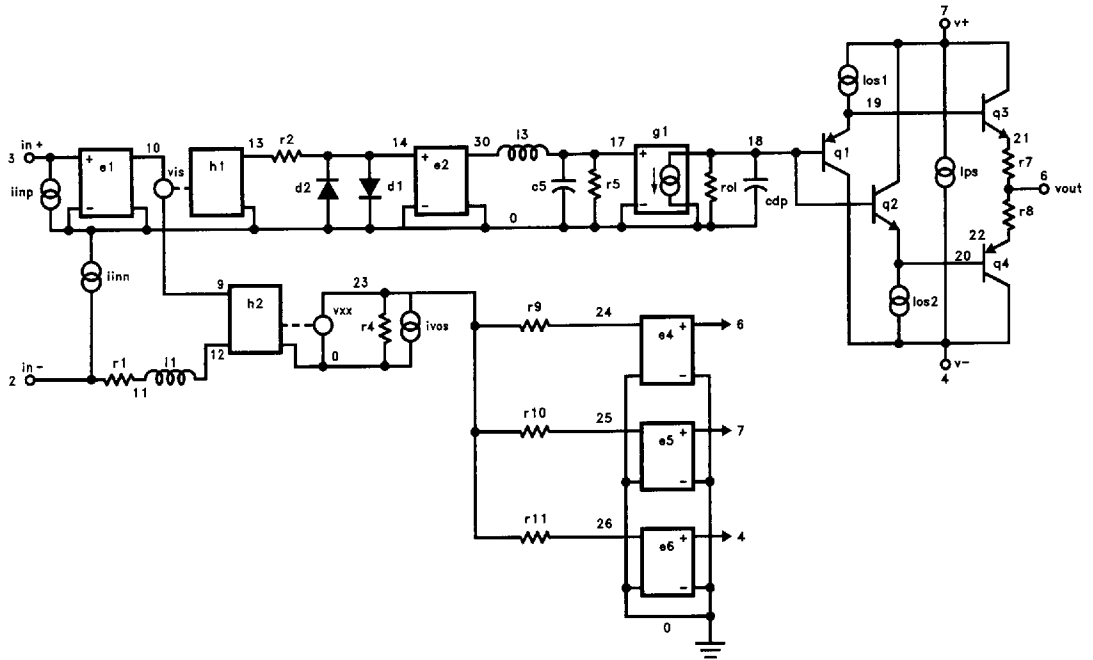 7
v+
Ios1
19
q3
in+
3
e1
10
vis
h1
13
r2
14
e2
30
l3
17
g1
18
q1
21
r7
iinp
d2
d1
c5
r5
rol
cdp
Ips
6
vout
0
q2
r8
iinn
22
q4
20
9
h2
23
vxx
r4
ivos
Ios2
r9
24
e4
+
6
in-
2
r1
l1
11
12
0
v-
4
r10
25
e5
+
7
r11
26
e6
+
4
0